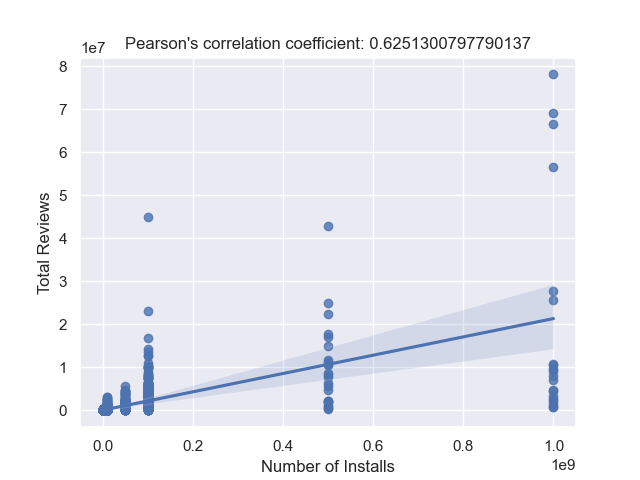 Pearson's correlation coefficient: 0.6251300797790137
1e7
8
7
6
5
4
3
2
1
0
Total Reviews
0.0 0.2 0.4 0.6 0.8 1.0
Number of Installs
1e9